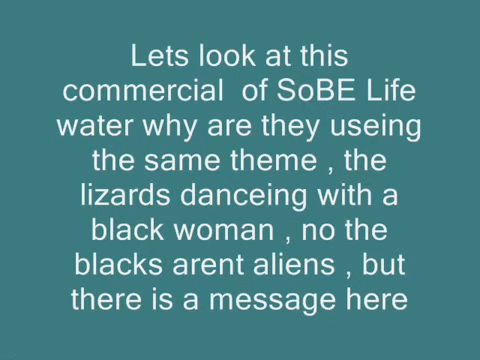 Lets look at this
commercial  of SoBE Life
water why are they useing
the same theme , the
lizards danceing with a
black woman , no the
blacks arent aliens , but
there is a message here